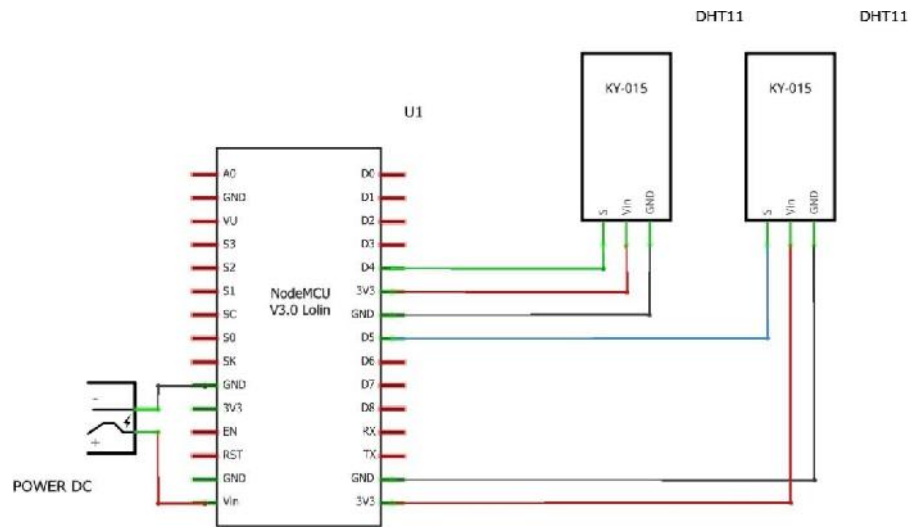 DHT11
DHT11
KY-015
KY-015
U1
S
Vin
GND
S
Vin
GND
A0
GND
VU
S3
S2
S1
SC
S0
SK
GND
3V3
EN
RST
GND
Vin
NodeMCU
V3.0 Lolin
D0
D1
D2
D3
D4
3V3
GND
D5
D6
D7
D8
RX
TX
GND
3V3
-
+
POWER DC